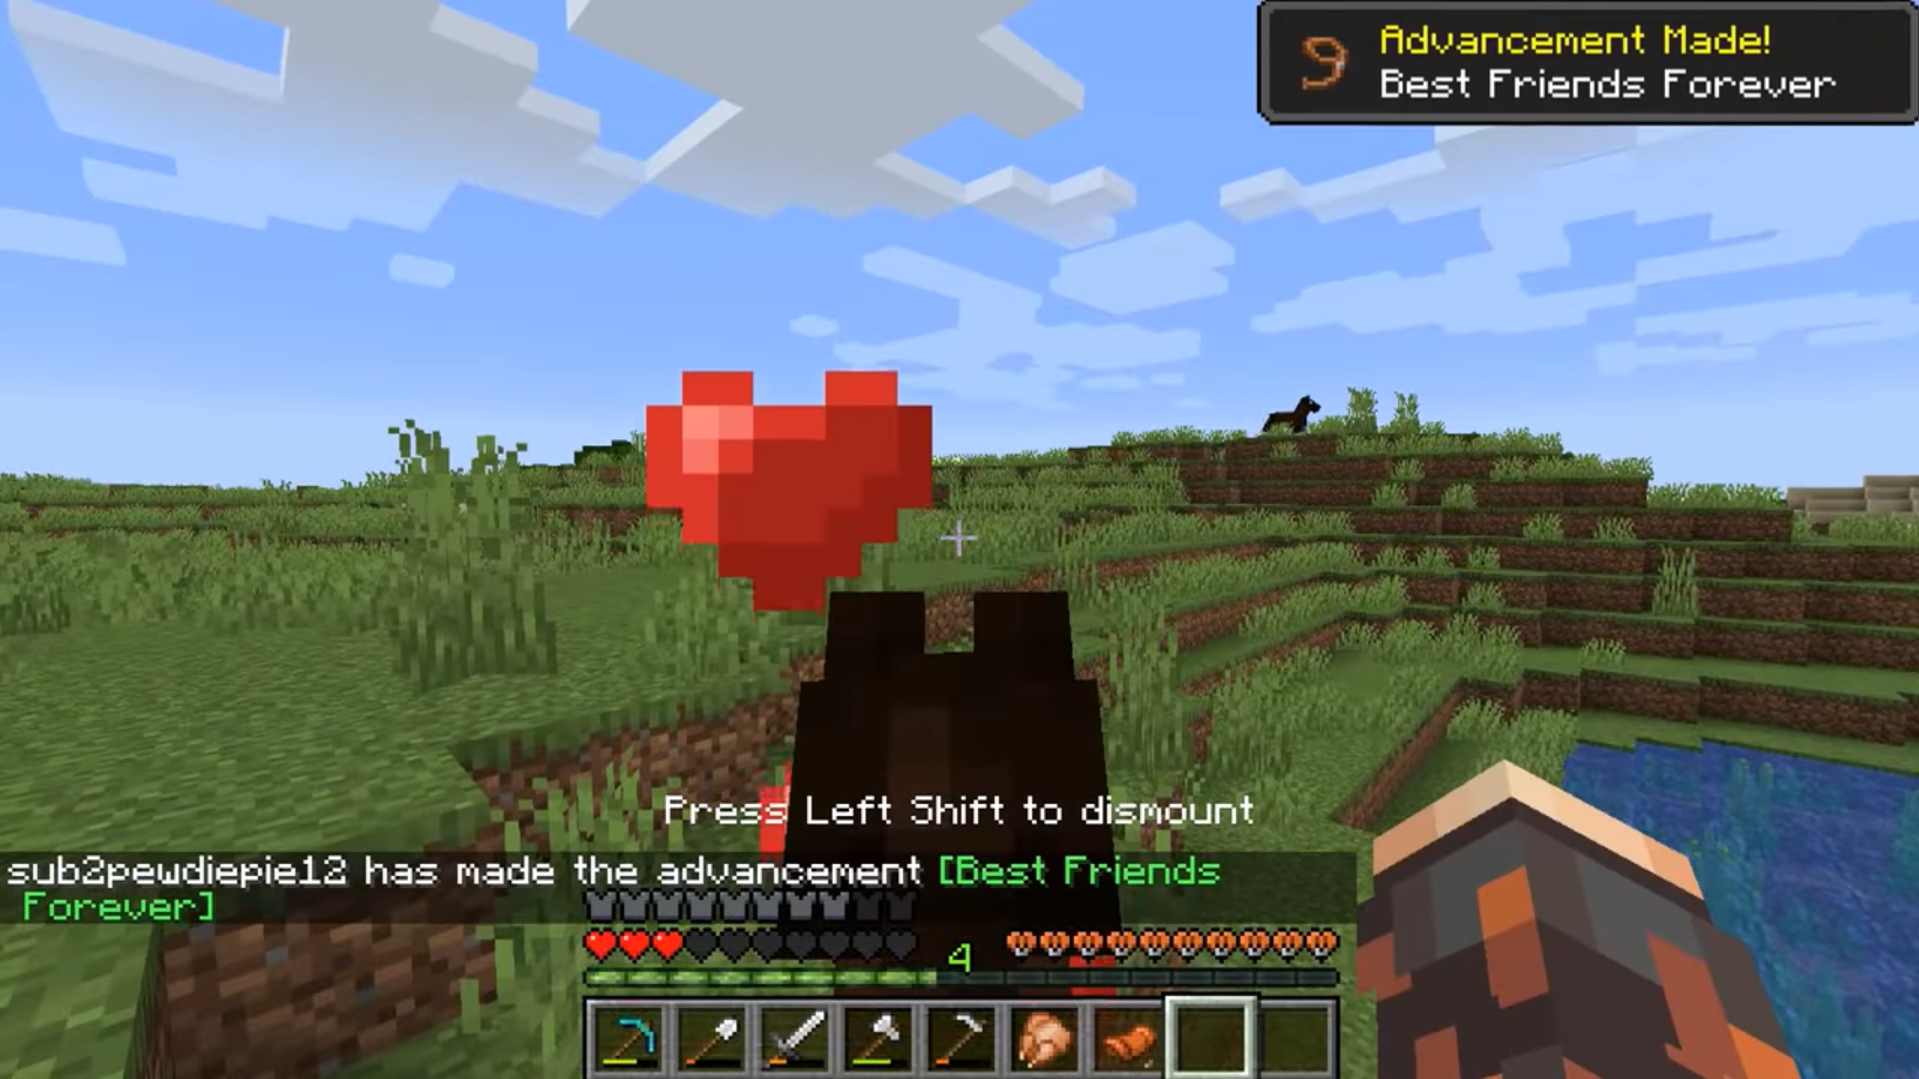 Advancement Made!
Best Friends Forever
Press Left Shift to dismount
sub2pewdiepie12 has made the advancement [Best Friends
Forever]
4